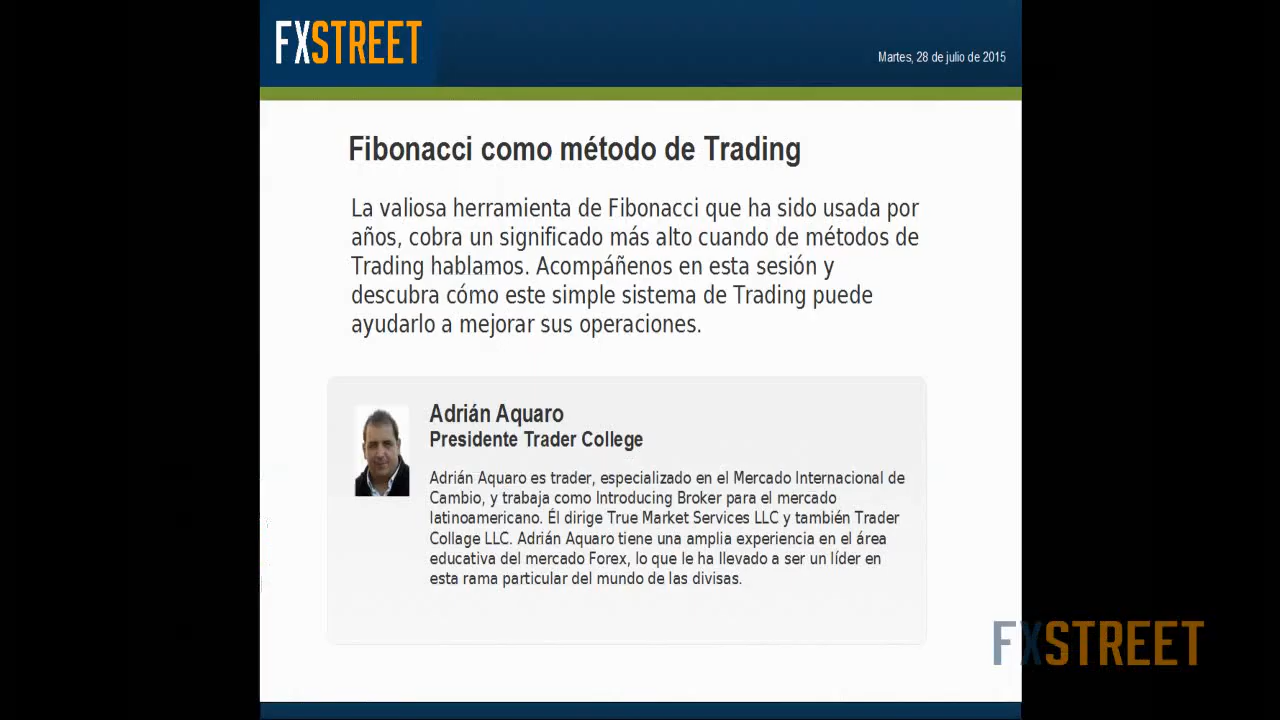 FXSTREET
Martes, 28 de julio de 2015
Fibonacci como método de Trading
La valiosa herramienta de Fibonacci que ha sido usada por
años, cobra un significado más alto cuando de métodos de
Trading hablamos. Acompáñenos en esta sesión y
descubra cómo este simple sistema de Trading puede
ayudarlo a mejorar sus operaciones.
Adrián Aquaro
Presidente Trader College
Adrián Aquaro es trader, especializado en el Mercado Internacional de
Cambio, y trabaja como Introducing Broker para el mercado
latinoamericano. Él dirige True Market Services LLC y también Trader
Collage LLC. Adrián Aquaro tiene una amplia experiencia en el área
educativa del mercado Forex, lo que le ha llevado a ser un líder en
esta rama particular del mundo de las divisas.
FXSTREET